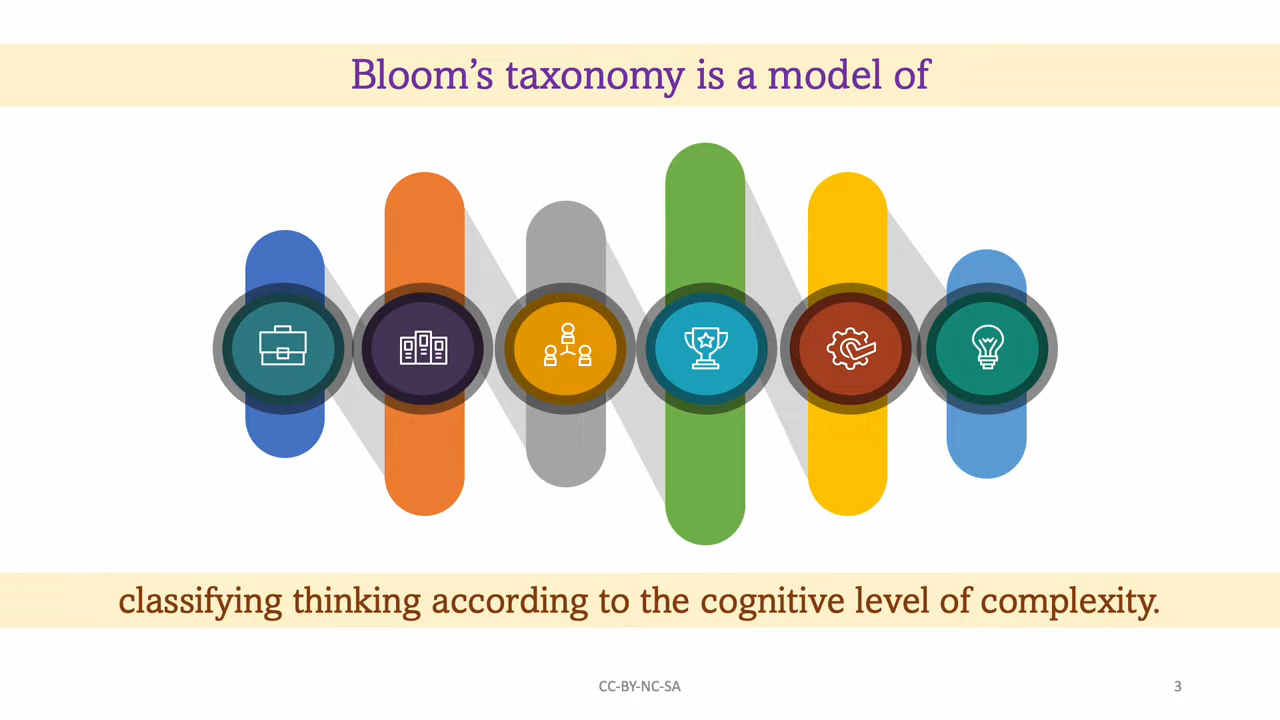 Bloom’s taxonomy is a model of
classifying thinking according to the cognitive level of complexity.
CC-BY-NC-SA
3